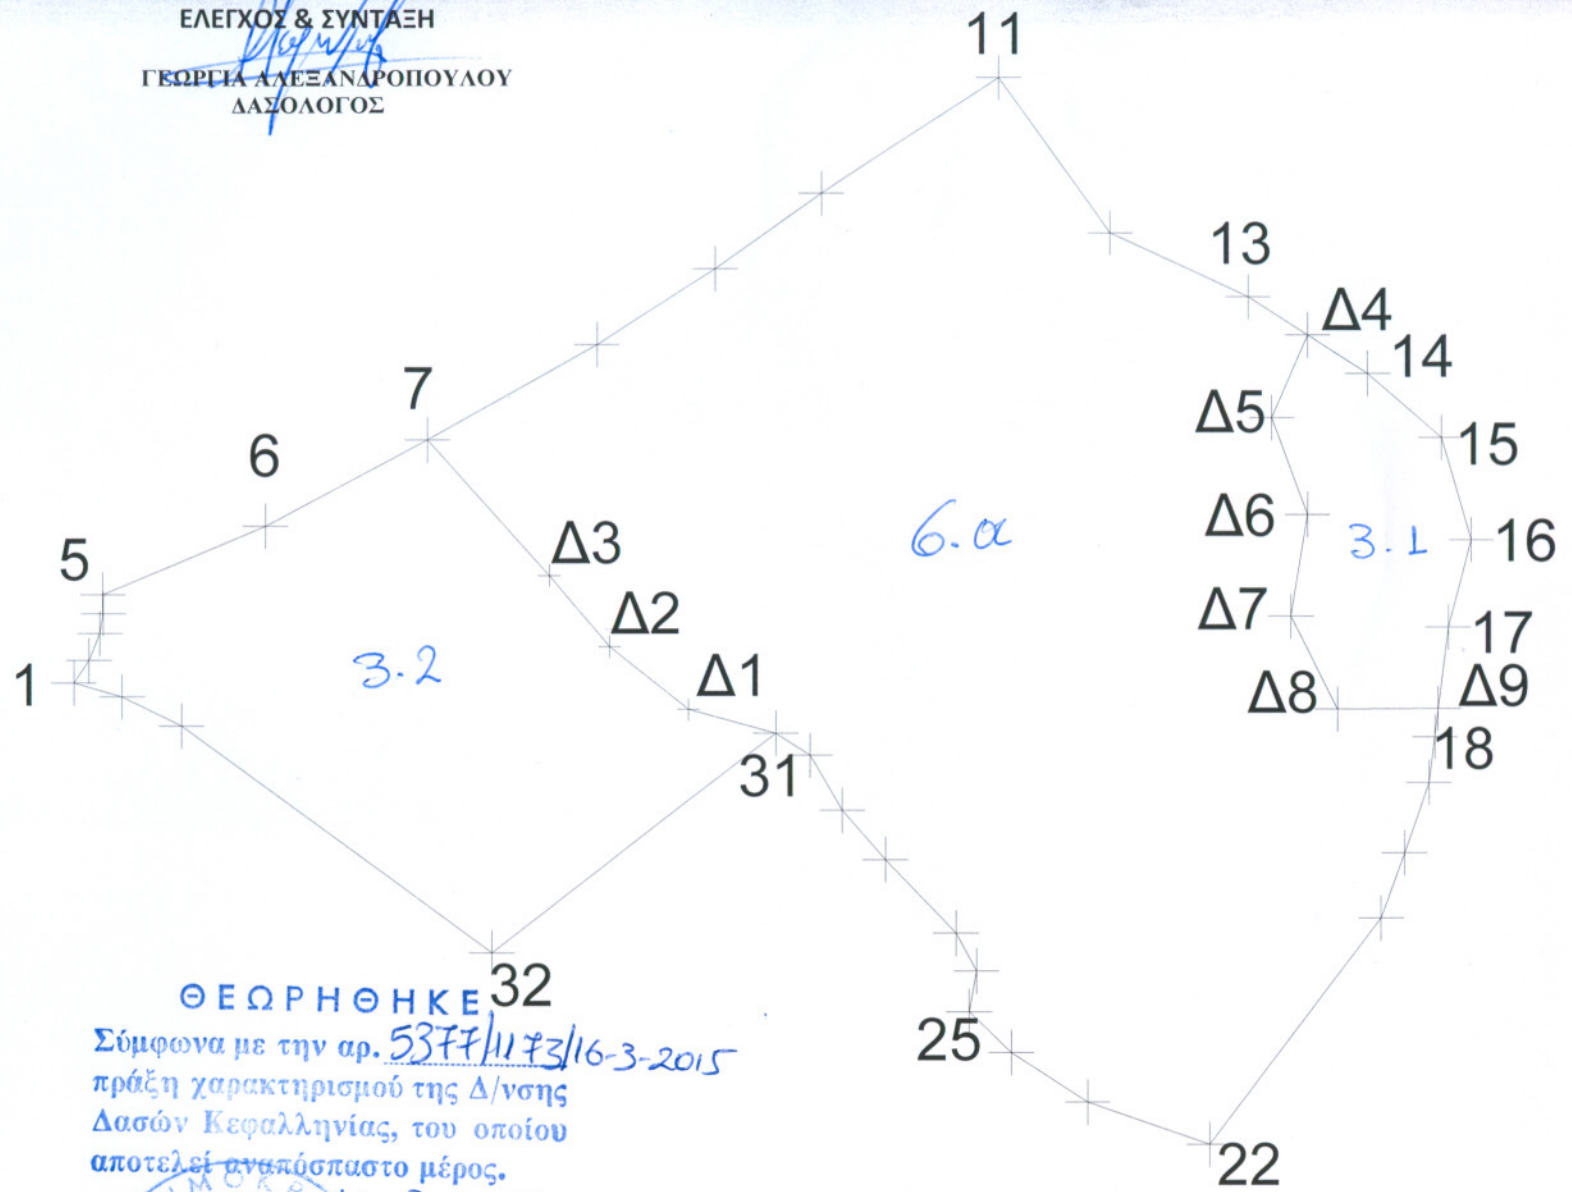 ΕΛΕΓΧΟΣ & ΣΥΝΤΑΞΗ
ΓΕΩΡΓΙΑ ΑΛΕΞΑΝΔΡΟΠΟΥΛΟΥ
ΔΑΣΟΛΟΓΟΣ
11
13
Δ4
14
7
Δ5
15
6
Δ6
6.α
3.1
16
Δ3
5
Δ2
Δ7
17
3.2
1
Δ1
Δ8
Δ9
18
31
32
25
22
ΘΕΩΡΗΘΗΚΕ
Σύμφωνα με την αρ. 5377/1173/16-3-2015
πράξη χαρακτηρισμού της Δ/νσης
Δασών Κεφαλληνίας, του οποίου
αποτελεί αναπόσπαστο μέρος.